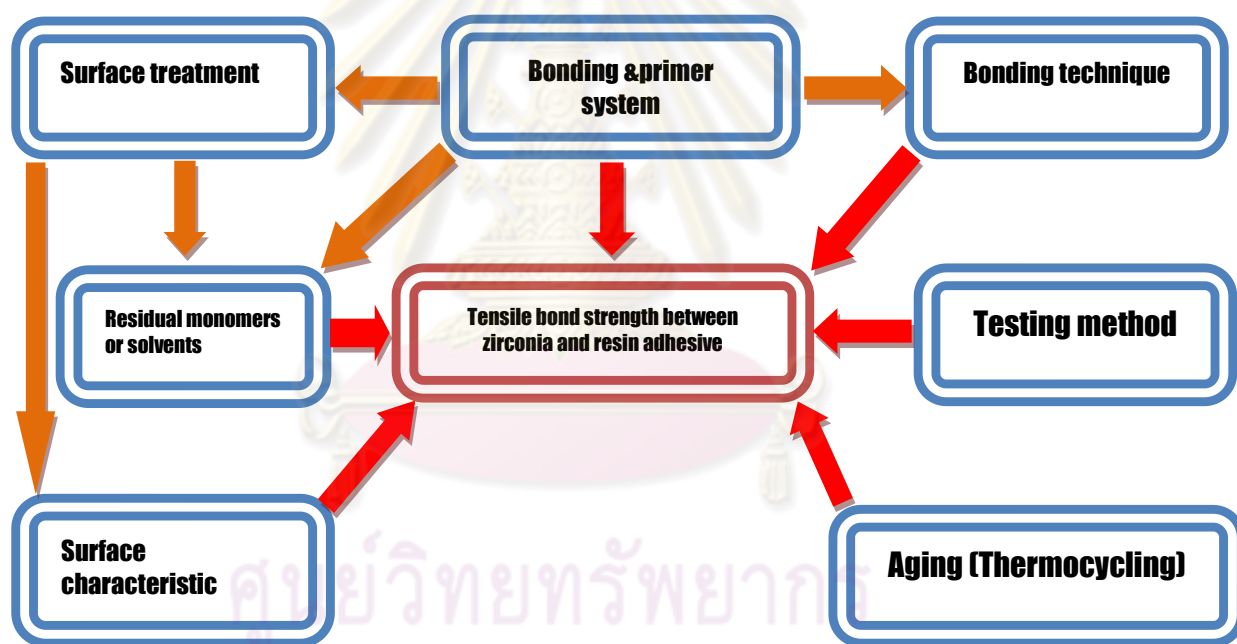 Surface treatment
Bonding &primer
system
Bonding technique
Residual monomers
or solvents
Tensile bond strength between
zirconia and resin adhesive
Testing method
Surface
characteristic
Aging (Thermocycling)
ศูนย์วิทยทรัพยากร